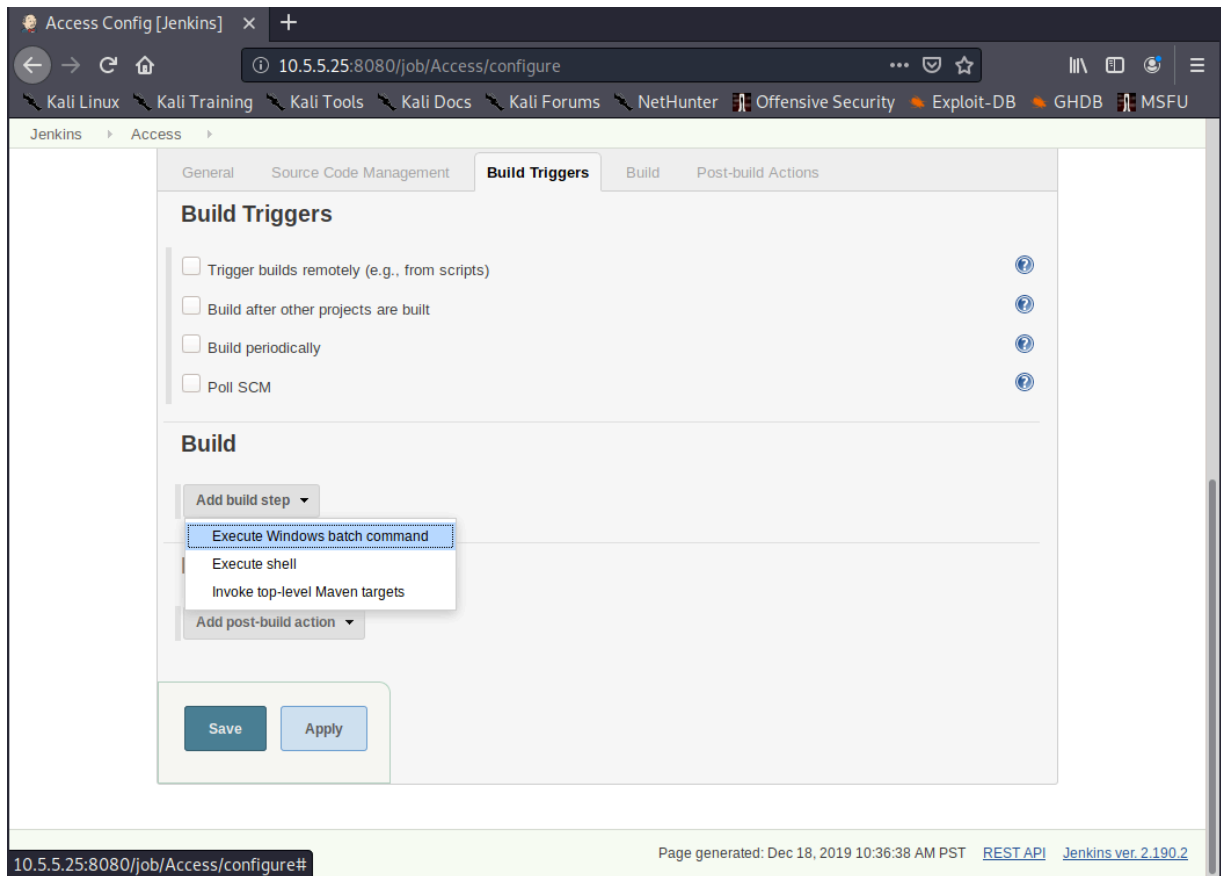 Access Config [Jenkins]
10.5.5.25:8080/job/Access/configure
Kali Linux Kali Training Kali Tools Kali Docs Kali Forums NetHunter Offensive Security Exploit-DB GHDB MSFU
Jenkins Access
General Source Code Management Build Triggers Build Post-build Actions
Build Triggers
Trigger builds remotely (e.g., from scripts)
Build after other projects are built
Build periodically
Poll SCM
Build
Add build step
Execute Windows batch command
Execute shell
Invoke top-level Maven targets
Add post-build action
Save Apply
Page generated: Dec 18, 2019 10:36:38 AM PST REST API Jenkins ver. 2.190.2
10.5.5.25:8080/job/Access/configure#